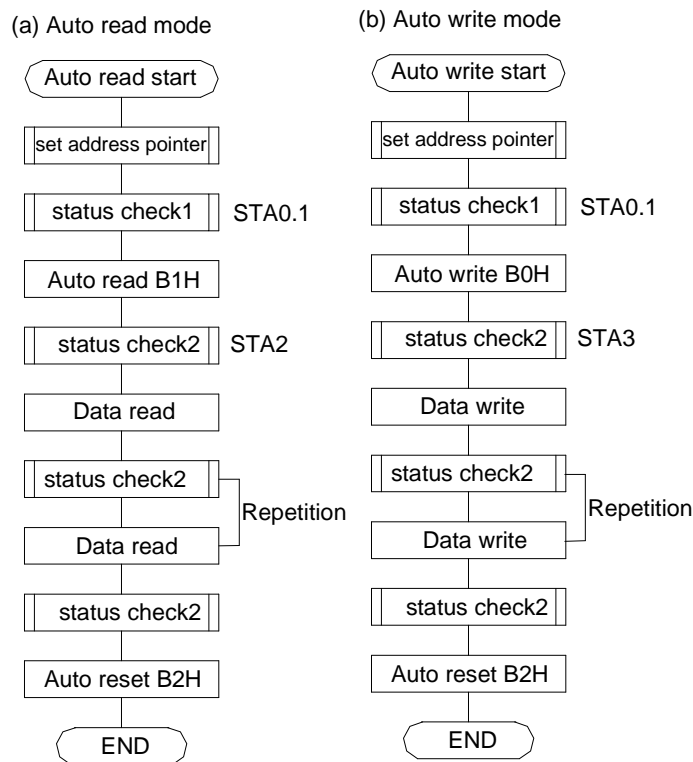 (a) Auto read mode
Auto read start
set address pointer
status check1 STA0.1
Auto read B1H
status check2 STA2
Data read
status check2
Repetition
Data read
status check2
Auto reset B2H
END
(b) Auto write mode
Auto write start
set address pointer
status check1 STA0.1
Auto write B0H
status check2 STA3
Data write
status check2
Repetition
Data write
status check2
Auto reset B2H
END